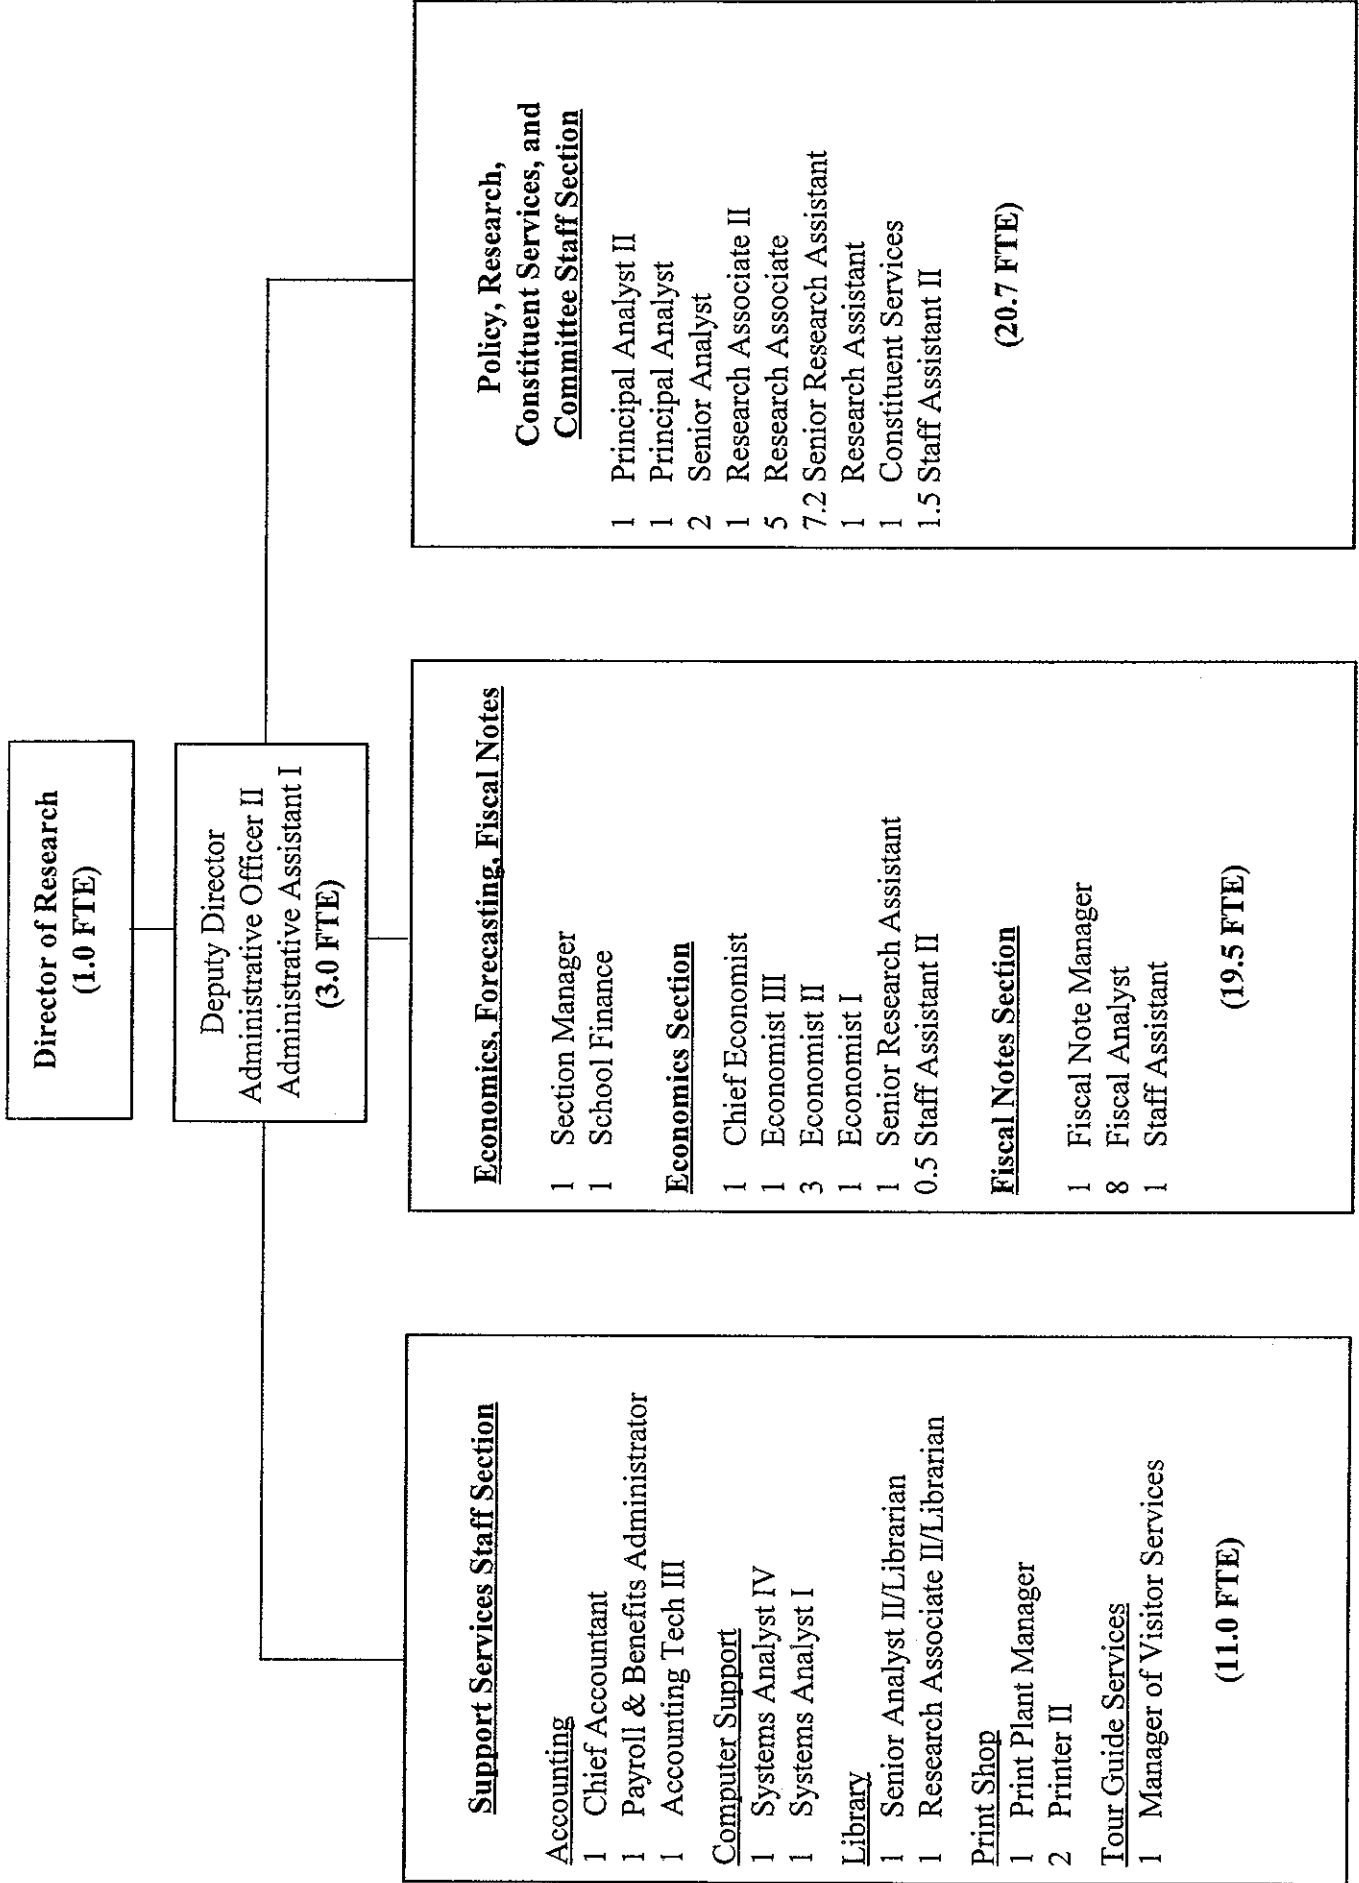 Director of Research
(1.0 FTE)
Deputy Director
Administrative Officer II
Administrative Assistant I
(3.0 FTE)
Support Services Staff Section
Accounting
1 Chief Accountant
1 Payroll & Benefits Administrator
1 Accounting Tech III
Computer Support
1 Systems Analyst IV
1 Systems Analyst I
Library
1 Senior Analyst II/Librarian
1 Research Associate II/Librarian
Print Shop
1 Print Plant Manager
2 Printer II
Tour Guide Services
1 Manager of Visitor Services
(11.0 FTE)
Economics, Forecasting, Fiscal Notes
1 Section Manager
1 School Finance
Economics Section
1 Chief Economist
1 Economist III
3 Economist II
1 Economist I
1 Senior Research Assistant
0.5 Staff Assistant II
Fiscal Notes Section
1 Fiscal Note Manager
8 Fiscal Analyst
1 Staff Assistant
(19.5 FTE)
Policy, Research,
Constituent Services, and
Committee Staff Section
1 Principal Analyst II
1 Principal Analyst
2 Senior Analyst
1 Research Associate II
5 Research Associate
7.2 Senior Research Assistant
1 Research Assistant
1 Constituent Services
1.5 Staff Assistant II
(20.7 FTE)